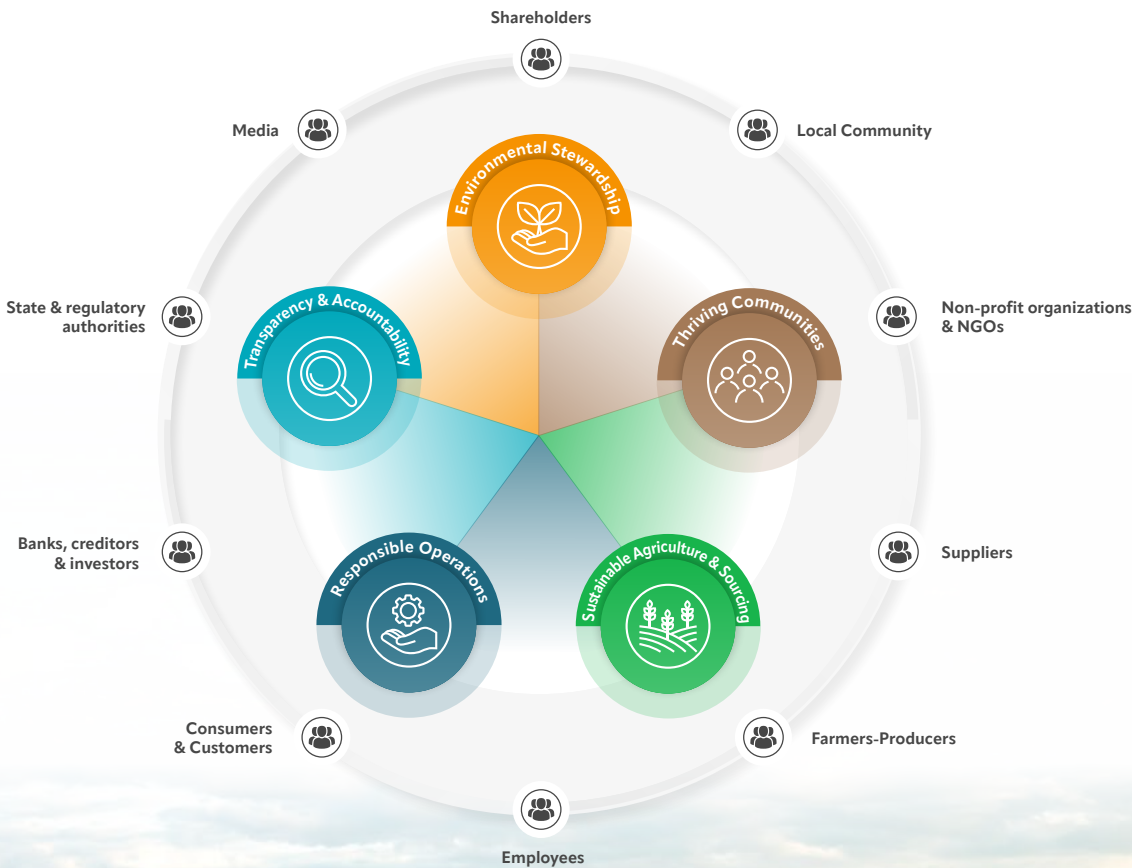 Shareholders
Media
Local Community
Environmental Stewardship
State & regulatory
authorities
Transparency & Accountability
Thriving Communities
Non-profit organizations
& NGOs
Banks, creditors
& investors
Responsible Operations
Sustainable Agriculture & Sourcing
Suppliers
Consumers
& Customers
Farmers-Producers
Employees